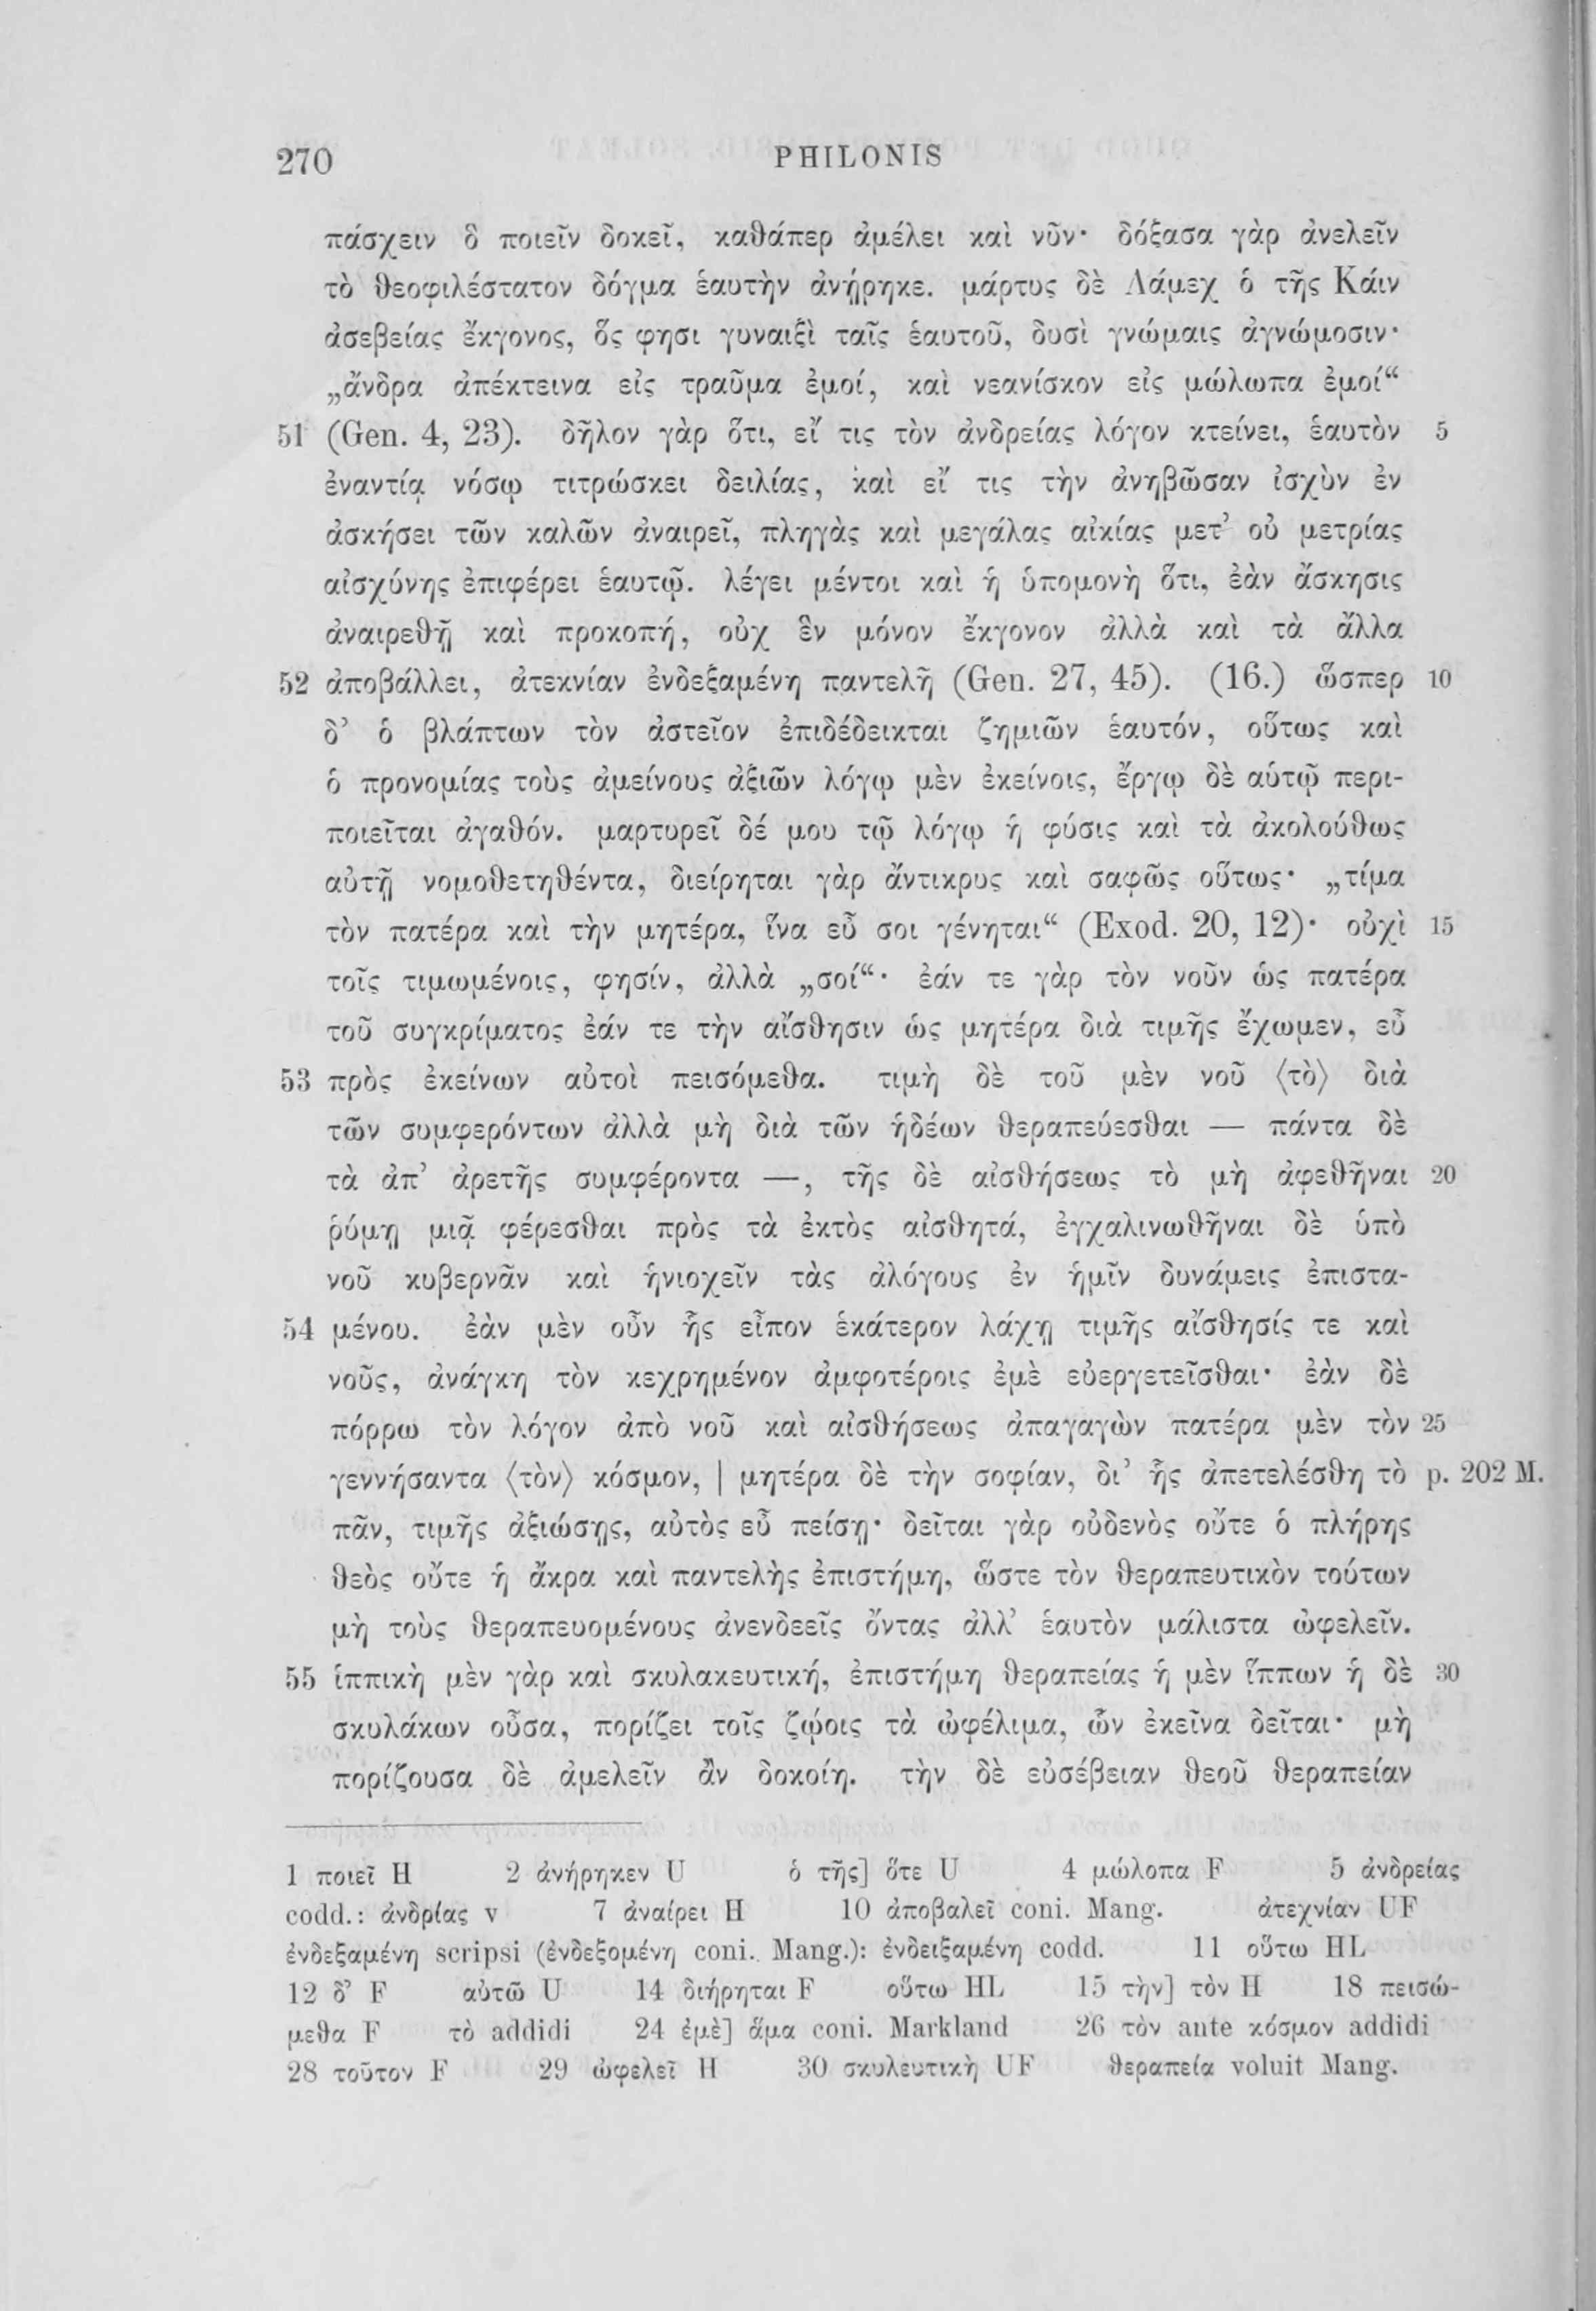 270 PHILONIS
πάσχειν ὃ ποιεῖν δοκεῖ, καθάπερ ἀμέλει καὶ νῦν· δόξασα γὰρ ἀνελεῖν
τὸ θεοφιλέστατον δόγμα ἑαυτὴν ἀνῄρηκε. μάρτυς δὲ Λάμεχ ὁ τῆς Κάιν
ἀσεβείας ἔκγονος, ὅς φησι γυναιξὶ ταῖς ἑαυτοῦ, δυσὶ γνώμαις ἀγνώμοσιν·
„ἄνδρα ἀπέκτεινα εἰς τραῦμα ἐμοί, καὶ νεανίσκον εἰς μώλωπα ἐμοί“
51 (Gen. 4, 23). δῆλον γὰρ ὅτι, εἴ τις τὸν ἀνδρείας λόγον κτείνει, ἑαυτὸν 5
ἐναντίᾳ νόσῳ τιτρώσκει δειλίας, καὶ εἴ τις τὴν ἀνηβῶσαν ἰσχὺν ἐν
ἀσκήσει τῶν καλῶν ἀναιρεῖ, πληγὰς καὶ μεγάλας αἰκίας μετ’ οὐ μετρίας
αἰσχύνης ἐπιφέρει ἑαυτῷ. λέγει μέντοι καὶ ἡ ὑπομονὴ ὅτι, ἐὰν ἄσκησις
ἀναιρεθῇ καὶ προκοπή, οὐχ ἓν μόνον ἔκγονον ἀλλὰ καὶ τὰ ἄλλα
52 ἀποβάλλει, ἀτεκνίαν ἐνδεξαμένη παντελῆ (Gen. 27, 45). (16.) ὥσπερ 10
δ’ ὁ βλάπτων τὸν ἀστεῖον ἐπιδέδεικται ζημιῶν ἑαυτόν, οὕτως καὶ
ὁ προνομίας τοὺς ἀμείνους ἀξιῶν λόγῳ μὲν ἐκείνοις, ἔργῳ δὲ αὑτῷ περι-
ποιεῖται ἀγαθόν. μαρτυρεῖ δέ μου τῷ λόγῳ ἡ φύσις καὶ τὰ ἀκολούθως
αὐτῇ νομοθετηθέντα, διείρηται γὰρ ἄντικρυς καὶ σαφῶς οὕτως· „τίμα
τὸν πατέρα καὶ τὴν μητέρα, ἵνα εὖ σοι γένηται“ (Exod. 20, 12)· οὐχὶ 15
τοῖς τιμωμένοις, φησίν, ἀλλὰ „σοί“· ἐάν τε γὰρ τὸν νοῦν ὡς πατέρα
τοῦ συγκρίματος ἐάν τε τὴν αἴσθησιν ὡς μητέρα διὰ τιμῆς ἔχωμεν, εὖ
53 πρὸς ἐκείνων αὐτοὶ πεισόμεθα. τιμὴ δὲ τοῦ μὲν νοῦ ⟨τὸ⟩ διὰ
τῶν συμφερόντων ἀλλὰ μὴ διὰ τῶν ἡδέων θεραπεύεσθαι — πάντα δὲ
τὰ ἀπ’ ἀρετῆς συμφέροντα —, τῆς δὲ αἰσθήσεως τὸ μὴ ἀφεθῆναι 20
ῥύμῃ μιᾷ φέρεσθαι πρὸς τὰ ἐκτὸς αἰσθητά, ἐγχαλινωθῆναι δὲ ὑπὸ
νοῦ κυβερνᾶν καὶ ἡνιοχεῖν τὰς ἀλόγους ἐν ἡμῖν δυνάμεις ἐπιστα-
54 μένου. ἐὰν μὲν οὖν ἧς εἶπον ἑκάτερον λάχῃ τιμῆς αἴσθησίς τε καὶ
νοῦς, ἀνάγκη τὸν κεχρημένον ἀμφοτέροις ἐμὲ εὐεργετεῖσθαι· ἐὰν δὲ
πόρρω τὸν λόγον ἀπὸ νοῦ καὶ αἰσθήσεως ἀπαγαγὼν πατέρα μὲν τὸν 25
γεννήσαντα ⟨τὸν⟩ κόσμον, | μητέρα δὲ τὴν σοφίαν, δι’ ἧς ἀπετελέσθη τὸ p. 202 M.
πᾶν, τιμῆς ἀξιώσῃς, αὐτὸς εὖ πείσῃ· δεῖται γὰρ οὐδενὸς οὔτε ὁ πλήρης
θεὸς οὔτε ἡ ἄκρα καὶ παντελὴς ἐπιστήμη, ὥστε τὸν θεραπευτικὸν τούτων
μὴ τοὺς θεραπευομένους ἀνενδεεῖς ὄντας ἀλλ’ ἑαυτὸν μάλιστα ὠφελεῖν.
55 ἱππικὴ μὲν γὰρ καὶ σκυλακευτική, ἐπιστήμη θεραπείας ἡ μὲν ἵππων ἡ δὲ 30
σκυλάκων οὖσα, πορίζει τοῖς ζῴοις τὰ ὠφέλιμα, ὧν ἐκεῖνα δεῖται· μὴ
πορίζουσα δὲ ἀμελεῖν ἂν δοκοίη. τὴν δὲ εὐσέβειαν θεοῦ θεραπείαν
1 ποιεῖ H 2 ἀνήρηκεν U ὁ τῆς] ὅτε U 4 μώλοπα F 5 ἀνδρείας
codd.: ἀνδρίας v 7 ἀναίρει H 10 ἀποβαλεῖ coni. Mang. ἀτεχνίαν UF
ἐνδεξαμένη scripsi (ἐνδεξομένη coni. Mang.): ἐνδειξαμένη codd. 11 οὕτω HL
12 δ’ F αὐτῶ U 14 διήρηται F οὕτω HL 15 τὴν] τὸν H 18 πεισώ-
μεθα F τὸ addidi 24 ἐμὲ] ἅμα coni. Markland 26 τὸν ante κόσμον addidi
28 τοῦτον F 29 ὠφελεῖ H 30 σκυλευτικὴ UF θεραπεία voluit Mang.